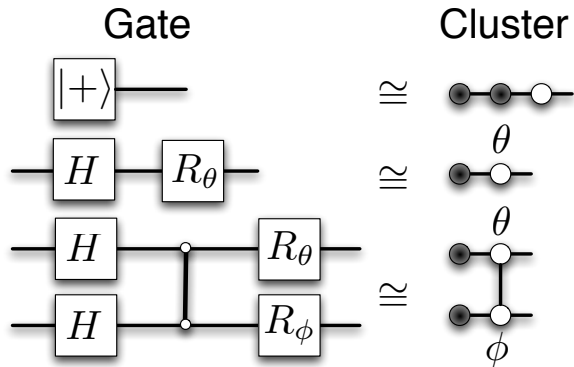 Gate Cluster
|+⟩ ≅
θ
H R_θ ≅
θ
H R_θ
≅
H R_ϕ
ϕ